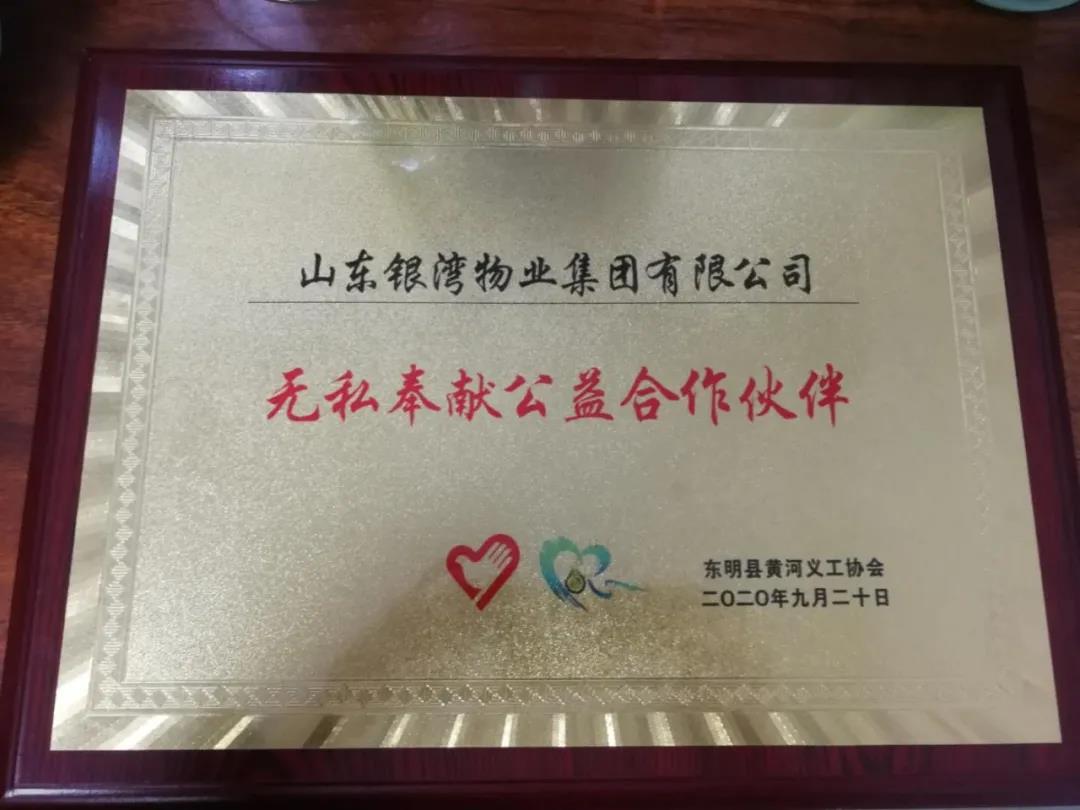 山东银湾物业集团有限公司
无私奉献公益合作伙伴
东明县黄河义工协会
二〇二〇年九月二十日